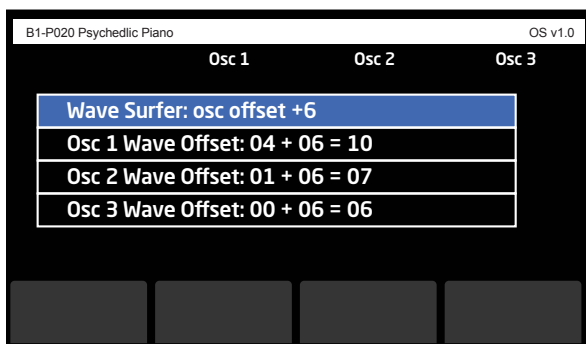 B1-P020 Psychedlic Piano OS v1.0
Osc 1 Osc 2 Osc 3
Wave Surfer: osc offset +6
Osc 1 Wave Offset: 04 + 06 = 10
Osc 2 Wave Offset: 01 + 06 = 07
Osc 3 Wave Offset: 00 + 06 = 06